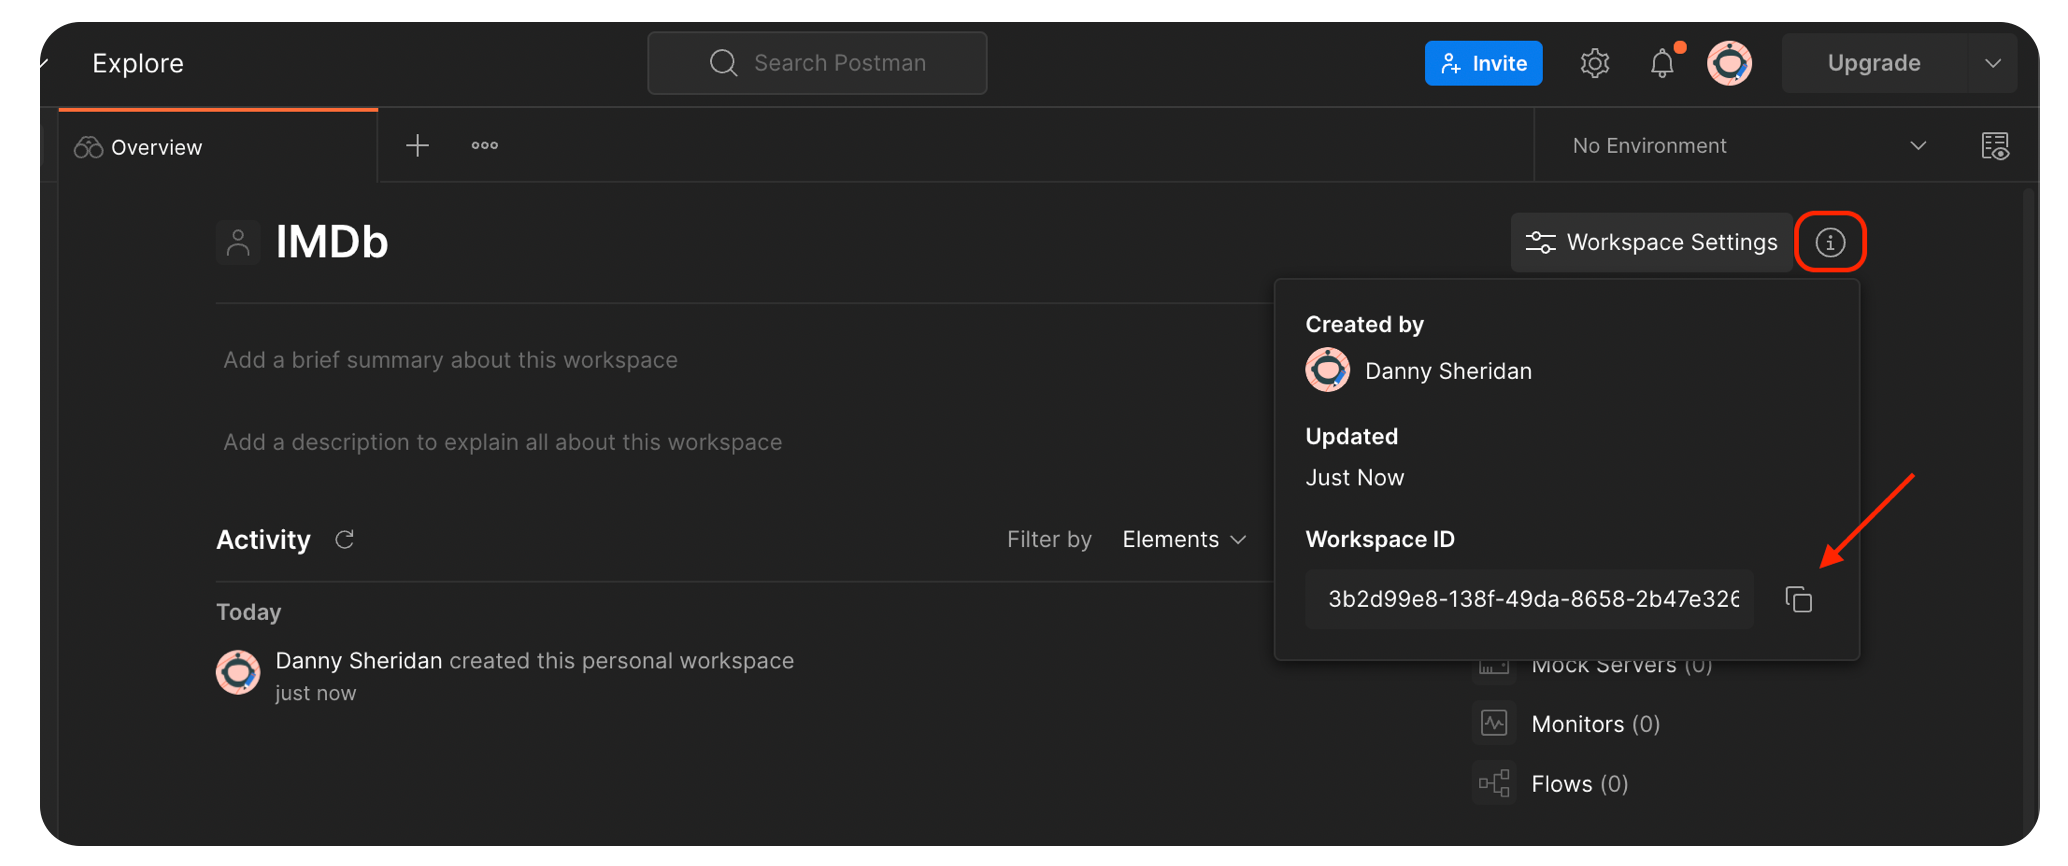 Explore
Search Postman
Invite
Upgrade
Overview
No Environment
IMDb
Workspace Settings
Add a brief summary about this workspace
Add a description to explain all about this workspace
Created by
Danny Sheridan
Updated
Just Now
Workspace ID
3b2d99e8-138f-49da-8658-2b47e326
Activity
Filter by Elements
Today
Danny Sheridan created this personal workspace
just now
Mock Servers (0)
Monitors (0)
Flows (0)